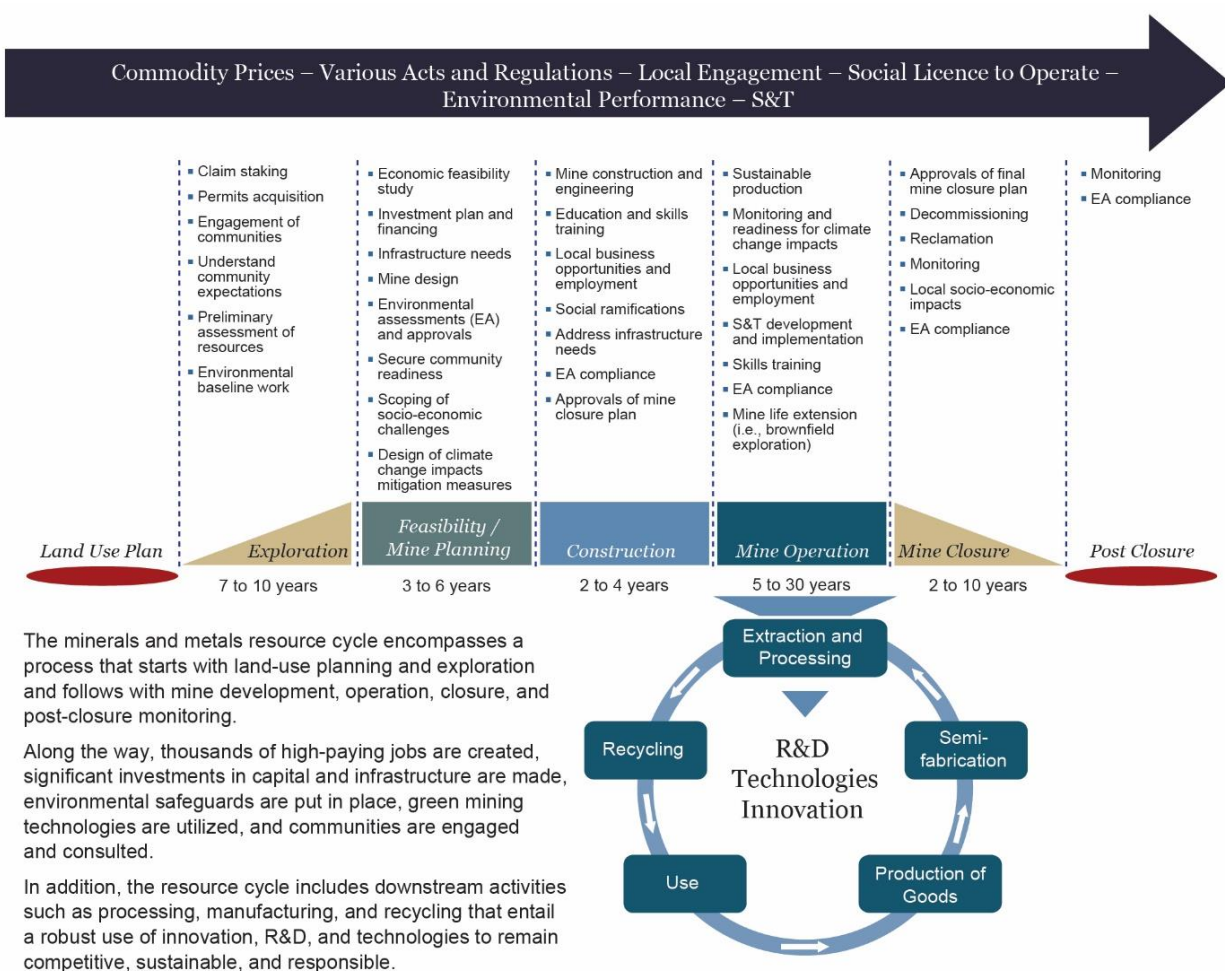 Commodity Prices – Various Acts and Regulations – Local Engagement – Social Licence to Operate –
Environmental Performance – S&T
▪ Claim staking
▪ Permits acquisition
▪ Engagement of
communities
▪ Understand
community
expectations
▪ Preliminary
assessment of
resources
▪ Environmental
baseline work
▪ Economic feasibility
study
▪ Investment plan and
financing
▪ Infrastructure needs
▪ Mine design
▪ Environmental
assessments (EA)
and approvals
▪ Secure community
readiness
▪ Scoping of
socio-economic
challenges
▪ Design of climate
change impacts
mitigation measures
▪ Mine construction and
engineering
▪ Education and skills
training
▪ Local business
opportunities and
employment
▪ Social ramifications
▪ Address infrastructure
needs
▪ EA compliance
▪ Approvals of mine
closure plan
▪ Sustainable
production
▪ Monitoring and
readiness for climate
change impacts
▪ Local business
opportunities and
employment
▪ S&T development
and implementation
▪ Skills training
▪ EA compliance
▪ Mine life extension
(i.e., brownfield
exploration)
▪ Approvals of final
mine closure plan
▪ Decommissioning
▪ Reclamation
▪ Monitoring
▪ Local socio-economic
impacts
▪ EA compliance
▪ Monitoring
▪ EA compliance
Land Use Plan
Exploration
Feasibility /
Mine Planning
Construction
Mine Operation
Mine Closure
Post Closure
7 to 10 years
3 to 6 years
2 to 4 years
5 to 30 years
2 to 10 years
The minerals and metals resource cycle encompasses a
process that starts with land-use planning and exploration
and follows with mine development, operation, closure, and
post-closure monitoring.
Along the way, thousands of high-paying jobs are created,
significant investments in capital and infrastructure are made,
environmental safeguards are put in place, green mining
technologies are utilized, and communities are engaged
and consulted.
In addition, the resource cycle includes downstream activities
such as processing, manufacturing, and recycling that entail
a robust use of innovation, R&D, and technologies to remain
competitive, sustainable, and responsible.
Extraction and
Processing
Recycling
R&D
Technologies
Innovation
Semi-
fabrication
Use
Production of
Goods